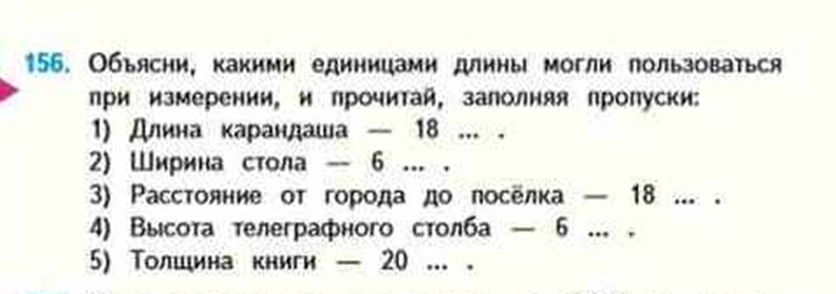 156. Объясни, какими единицами длины могли пользоваться
при измерении, и прочитай, заполняя пропуски:
1) Длина карандаша — 18 ... .
2) Ширина стола — 6 ... .
3) Расстояние от города до посёлка — 18 ... .
4) Высота телеграфного столба — 6 ... .
5) Толщина книги — 20 ... .